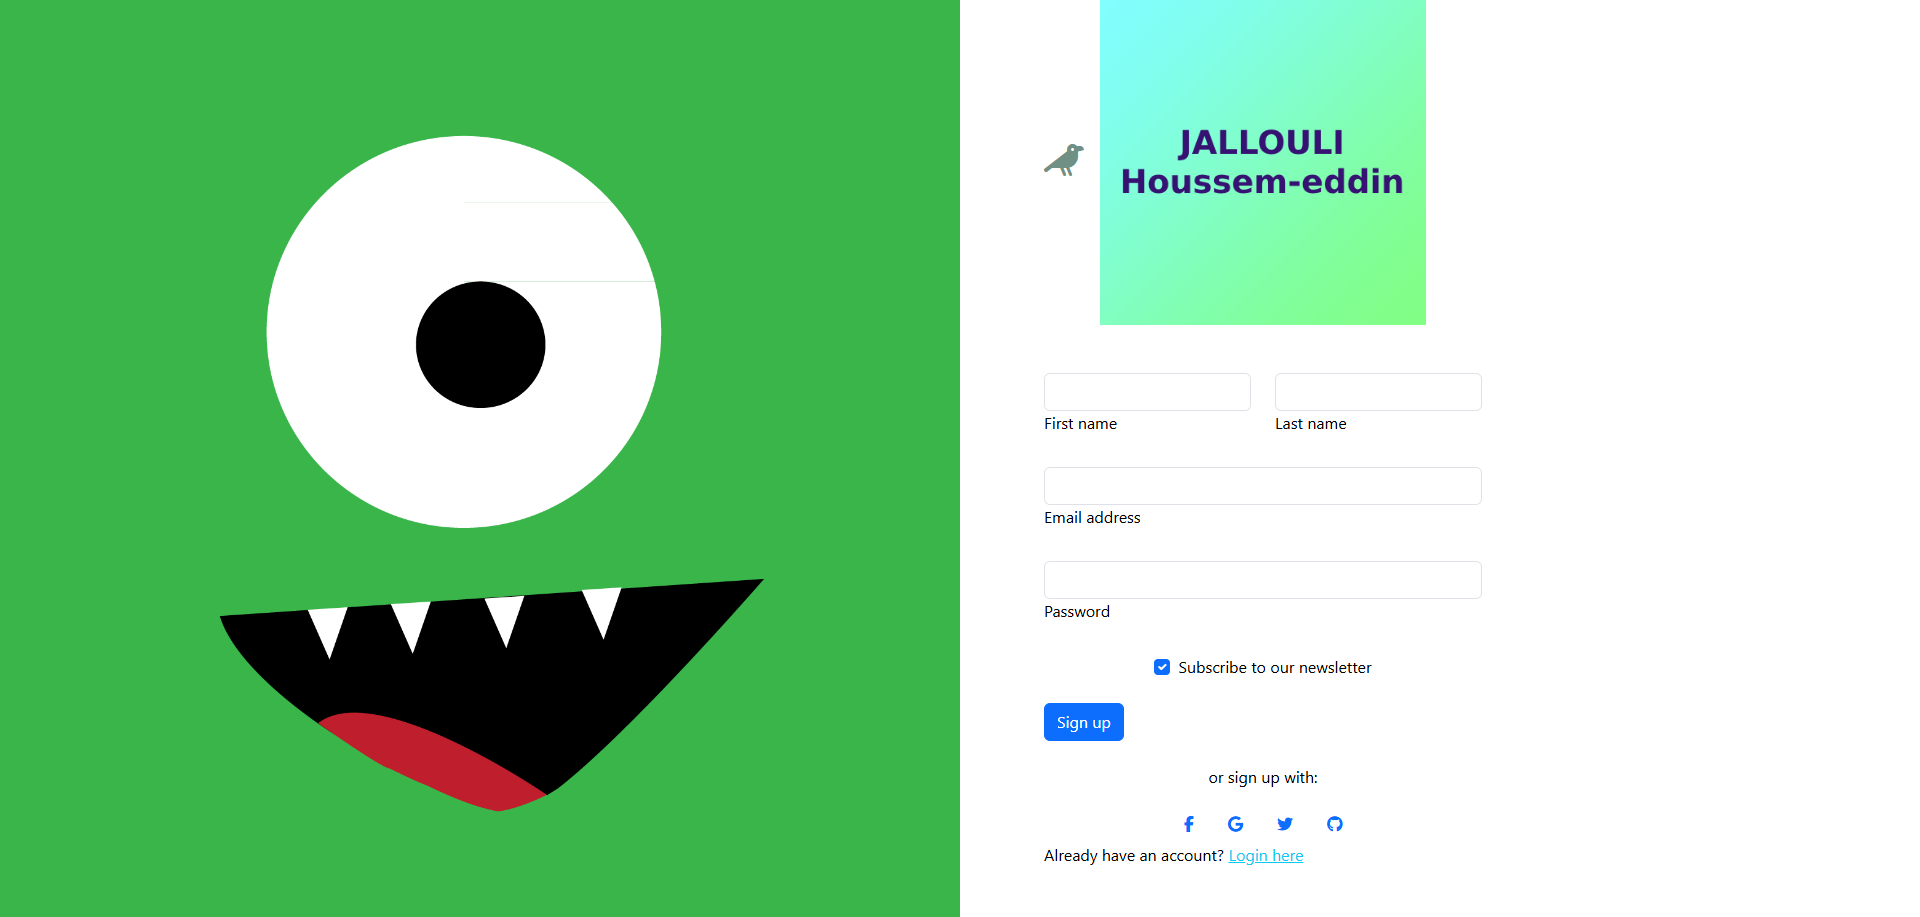 JALLOULI
Houssem-eddin
First name
Last name
Email address
Password
Subscribe to our newsletter
Sign up
or sign up with:
Already have an account? Login here